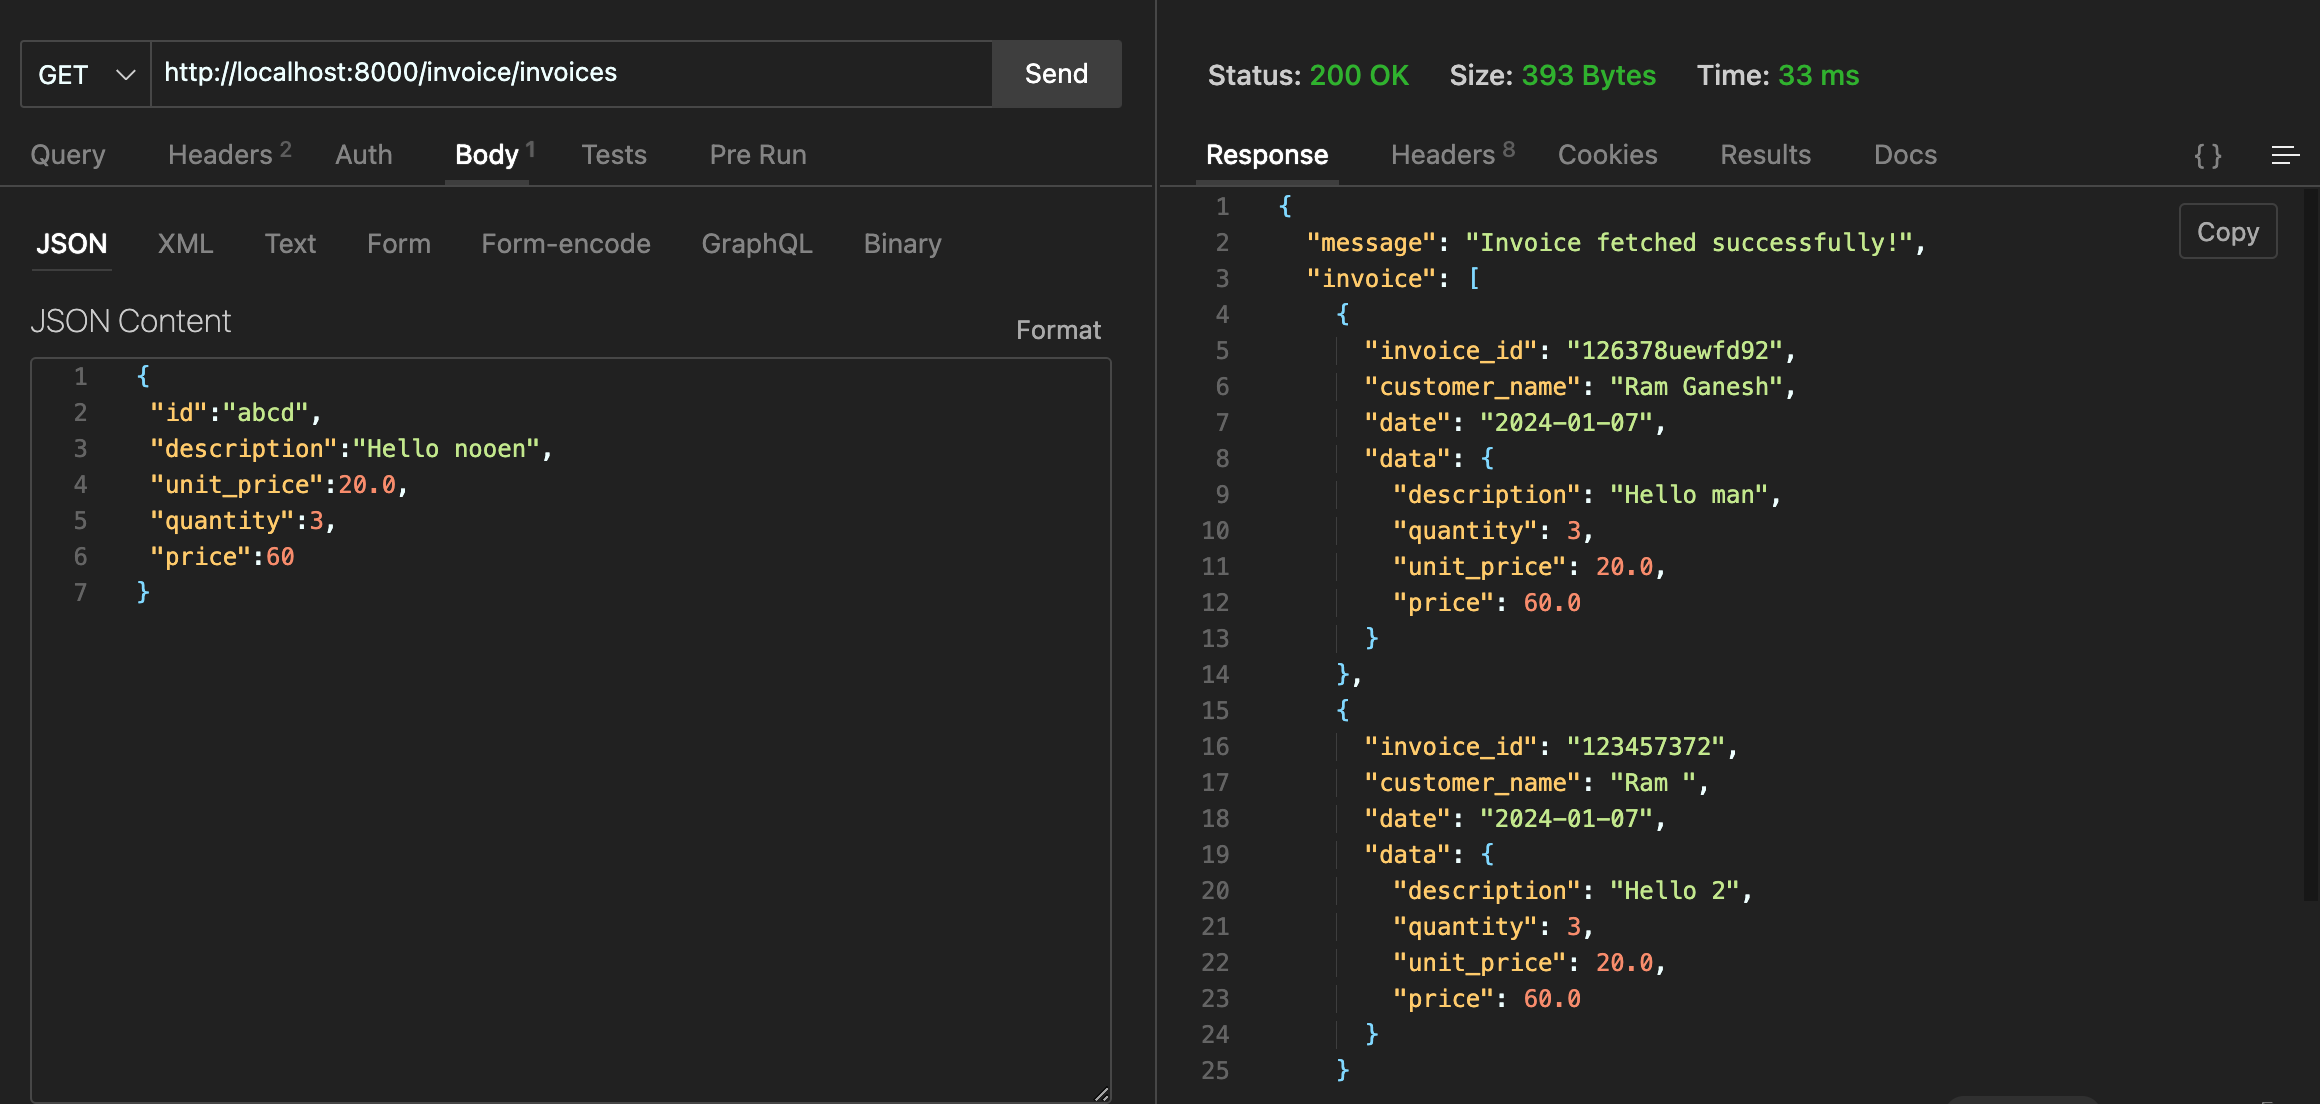 GET http://localhost:8000/invoice/invoices Send
Query Headers 2 Auth Body 1 Tests Pre Run
JSON XML Text Form Form-encode GraphQL Binary
JSON Content Format
1 {
2 "id":"abcd",
3 "description":"Hello nooen",
4 "unit_price":20.0,
5 "quantity":3,
6 "price":60
7 }
Status: 200 OK Size: 393 Bytes Time: 33 ms
Response Headers 8 Cookies Results Docs { }
Copy
1 {
2 "message": "Invoice fetched successfully!",
3 "invoice": [
4 {
5 "invoice_id": "126378uewfd92",
6 "customer_name": "Ram Ganesh",
7 "date": "2024-01-07",
8 "data": {
9 "description": "Hello man",
10 "quantity": 3,
11 "unit_price": 20.0,
12 "price": 60.0
13 }
14 },
15 {
16 "invoice_id": "123457372",
17 "customer_name": "Ram ",
18 "date": "2024-01-07",
19 "data": {
20 "description": "Hello 2",
21 "quantity": 3,
22 "unit_price": 20.0,
23 "price": 60.0
24 }
25 }